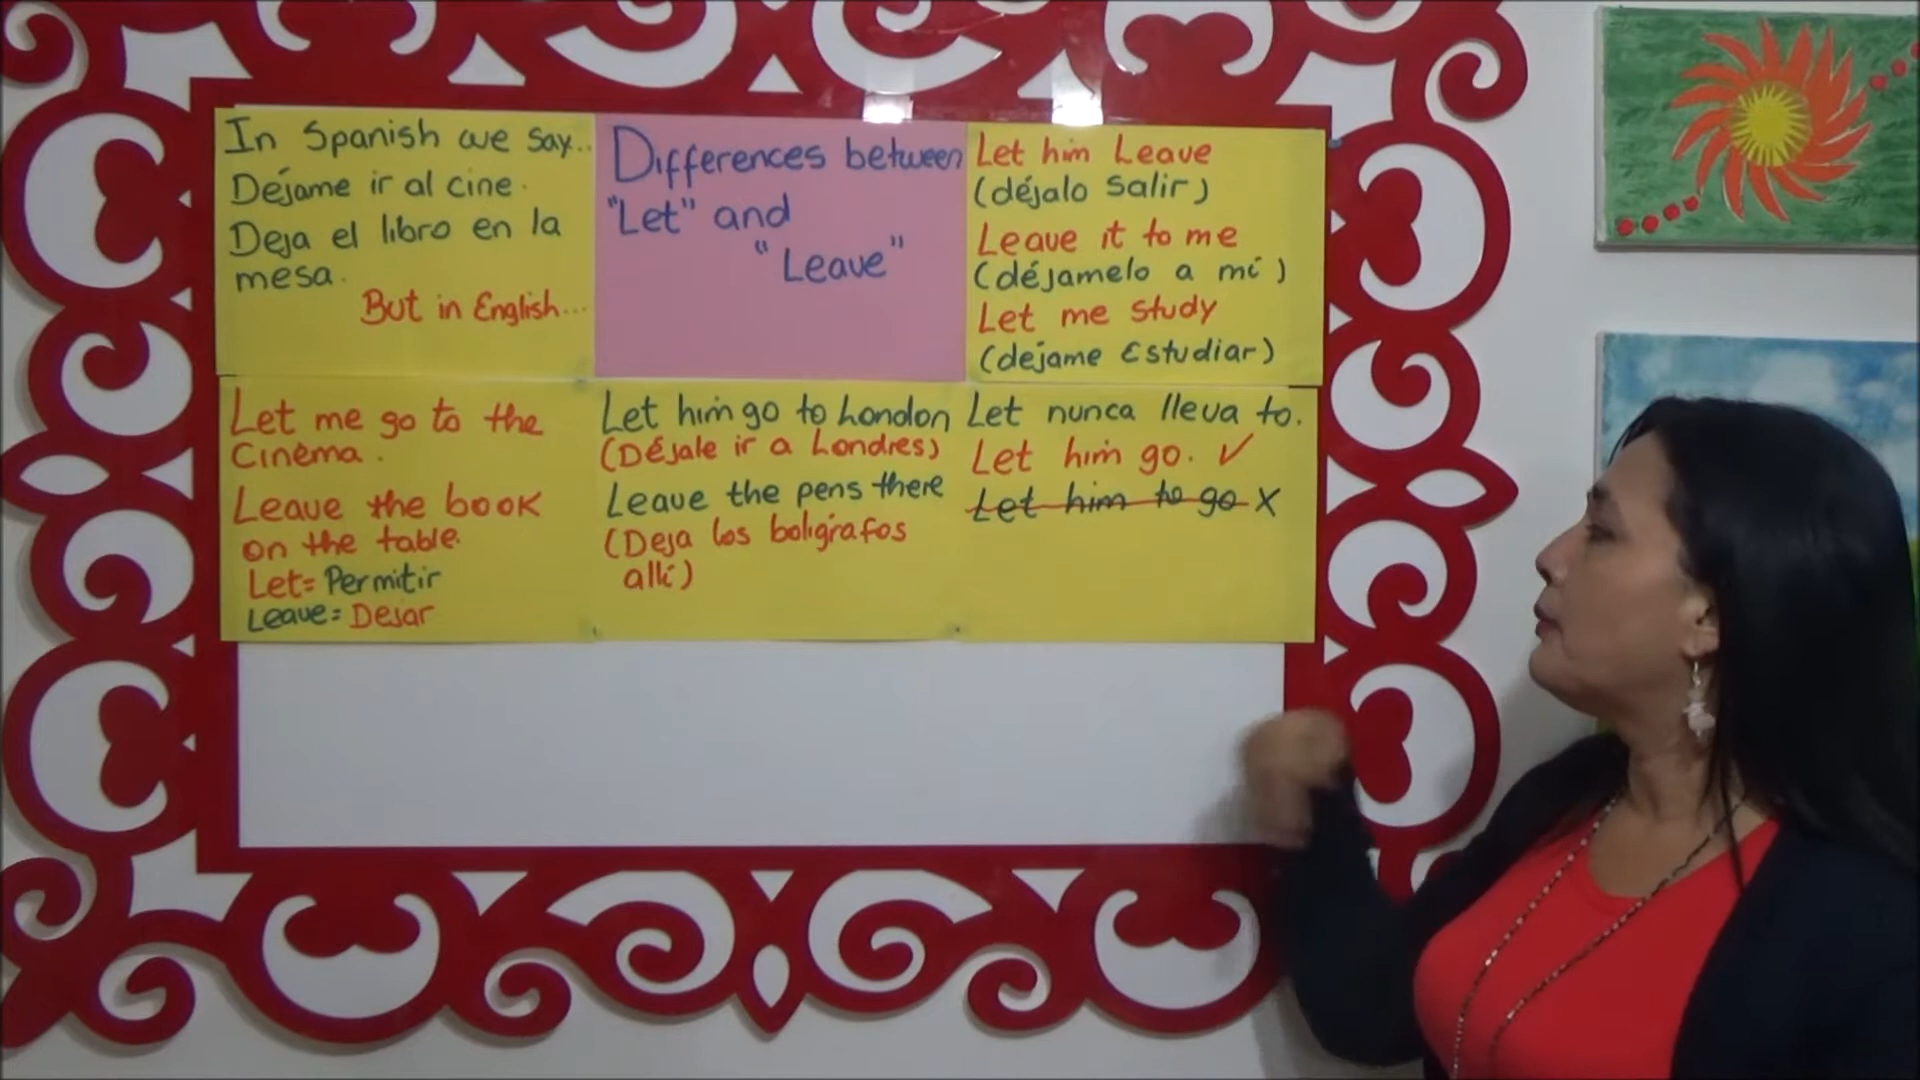 In Spanish we say...
Déjame ir al cine.
Deja el libro en la
mesa.
But in English...
Differences between
"Let" and
"Leave"
Let him Leave
(déjalo salir)
Leave it to me
(déjamelo a mí)
Let me study
(dejame Estudiar)
Let me go to the
Cinema.
Leave the book
on the table.
Let= Permitir
Leave= Dejar
Let him go to London
(Déjale ir a Londres)
Leave the pens there
(Deja los boligrafos
allí)
Let nunca lleva to.
Let him go. ✓
Let him to go X